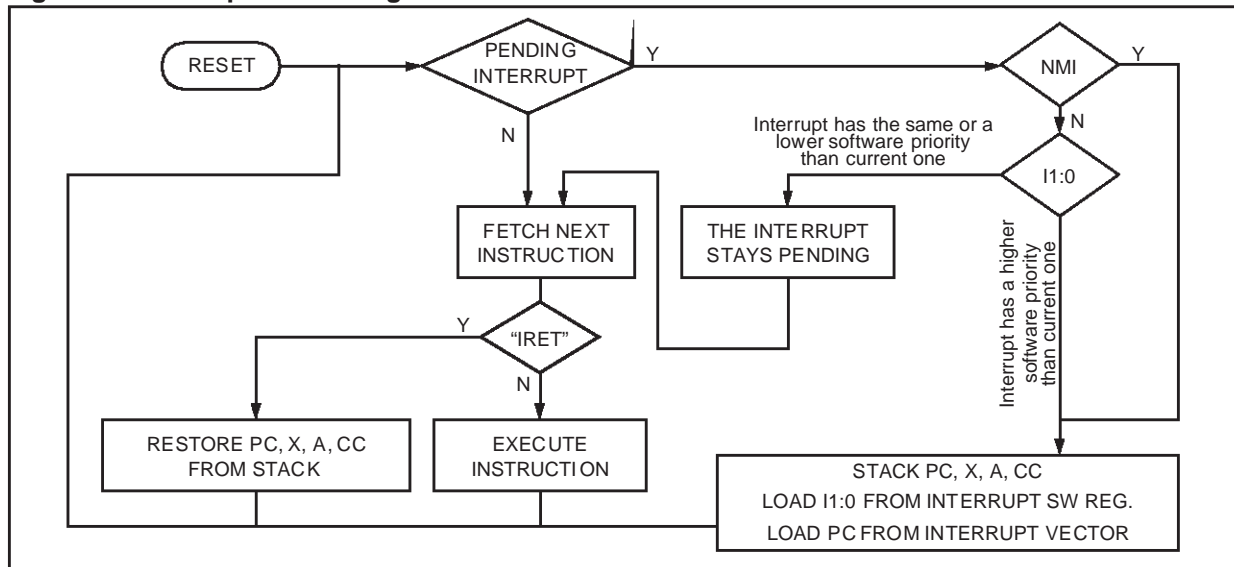 RESET
PENDING
INTERRUPT
Y
NMI
Y
N
N
Interrupt has the same or a
lower software priority
than current one
I1:0
FETCH NEXT
INSTRUCTION
THE INTERRUPT
STAYS PENDING
Interrupt has a higher
software priority
than current one
Y
“IRET”
N
RESTORE PC, X, A, CC
FROM STACK
EXECUTE
INSTRUCTION
STACK PC, X, A, CC
LOAD I1:0 FROM INTERRUPT SW REG.
LOAD PC FROM INTERRUPT VECTOR